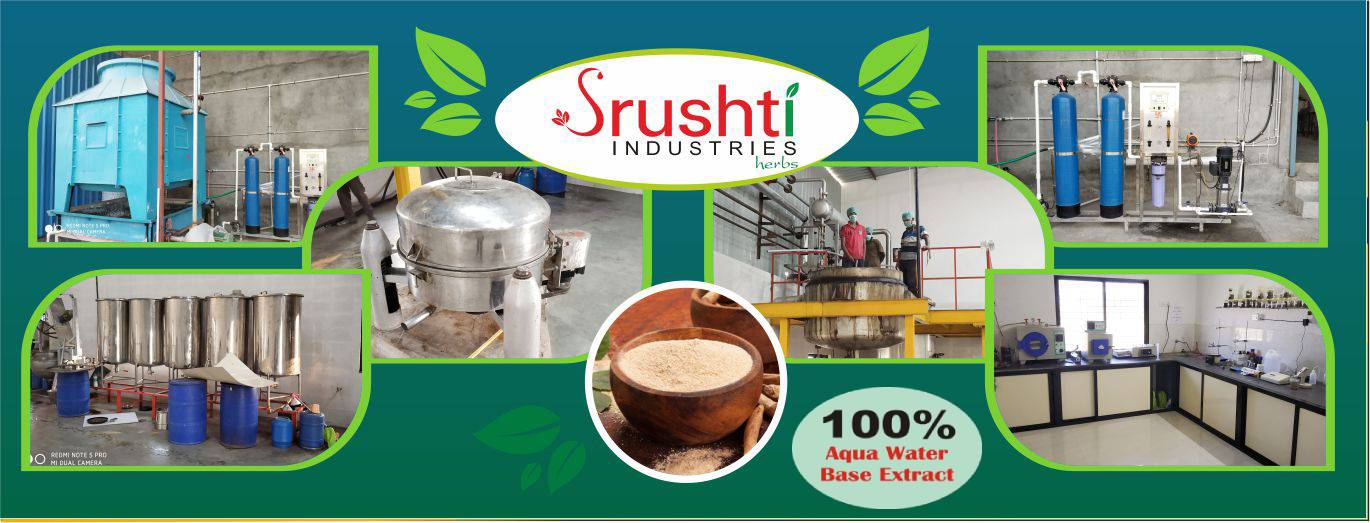 Srushti
INDUSTRIES
herbs
REDMI NOTE 5 PRO
MI DUAL CAMERA
REDMI NOTE 5 PRO
MI DUAL CAMERA
100%
Aqua Water
Base Extract